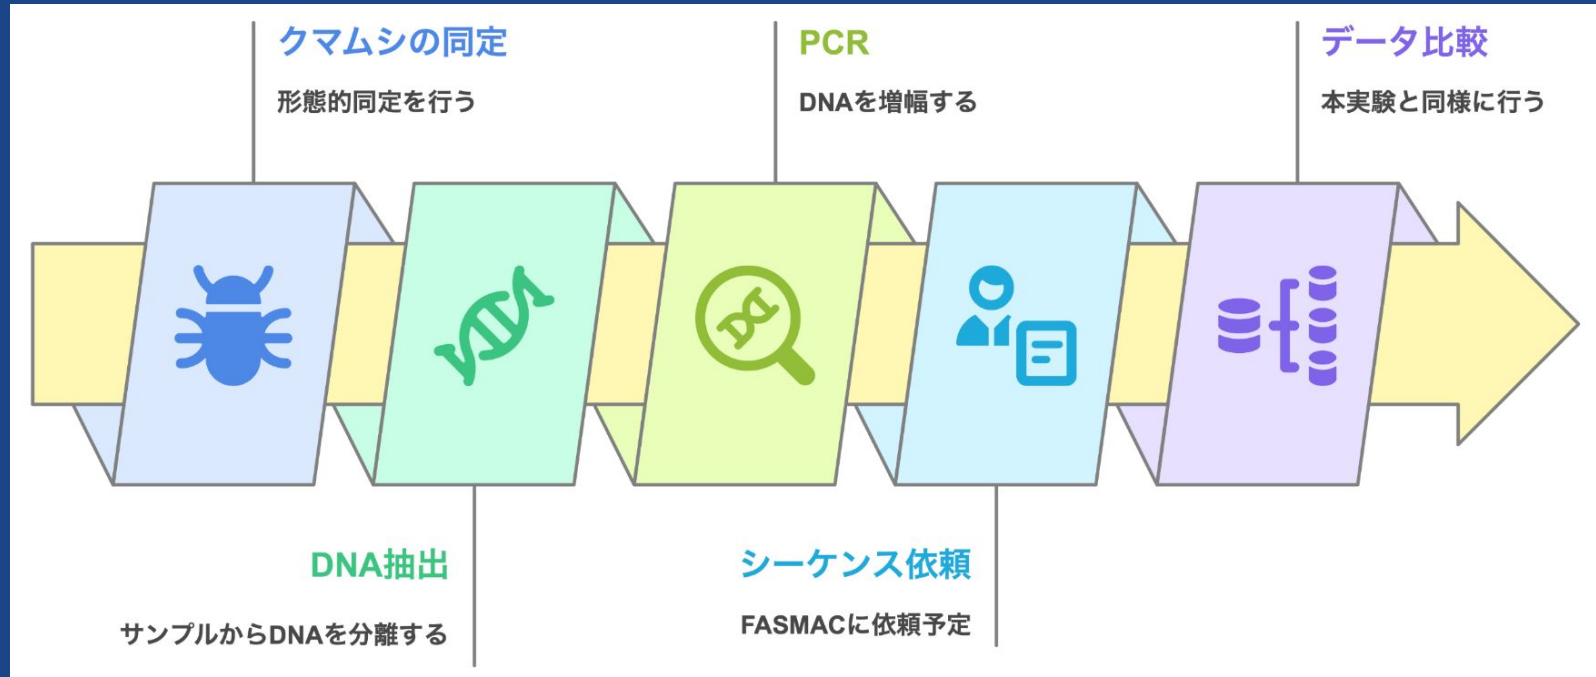 クマムシの同定
形態的同定を行う
DNA抽出
サンプルからDNAを分離する
PCR
DNAを増幅する
シーケンス依頼
FASMACに依頼予定
データ比較
本実験と同様に行う